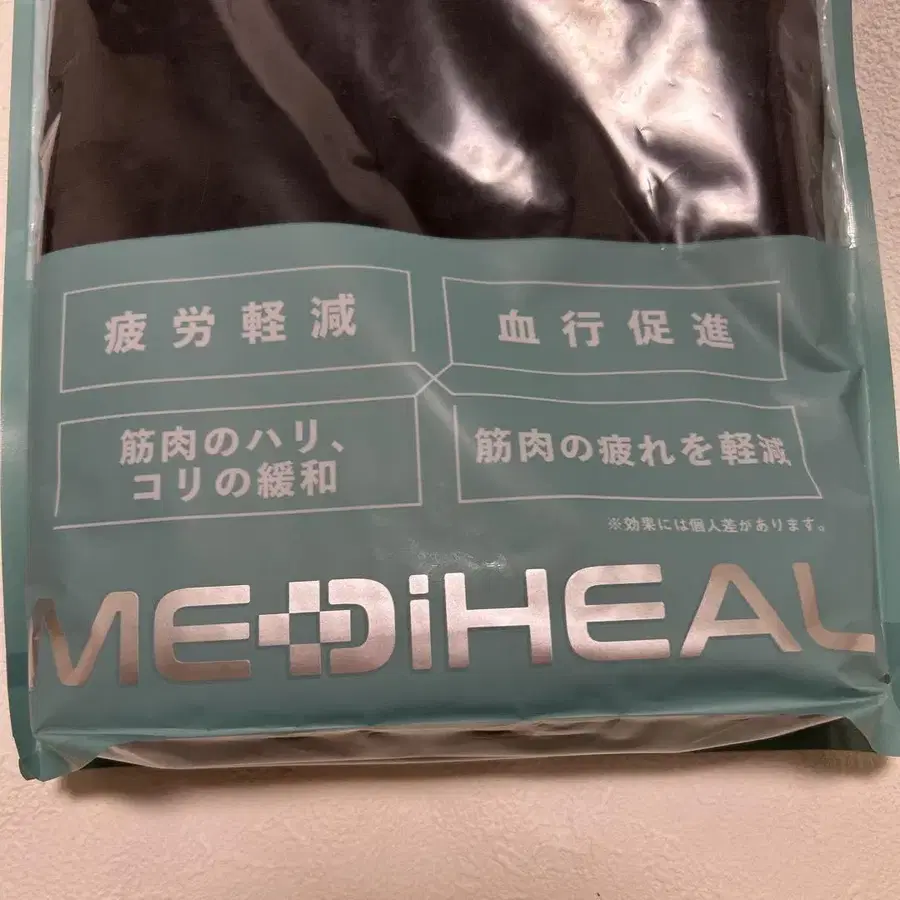 疲労軽減
血行促進
筋肉のハリ、
コリの緩和
筋肉の疲れを軽減
※効果には個人差があります。
MEDiHEAL